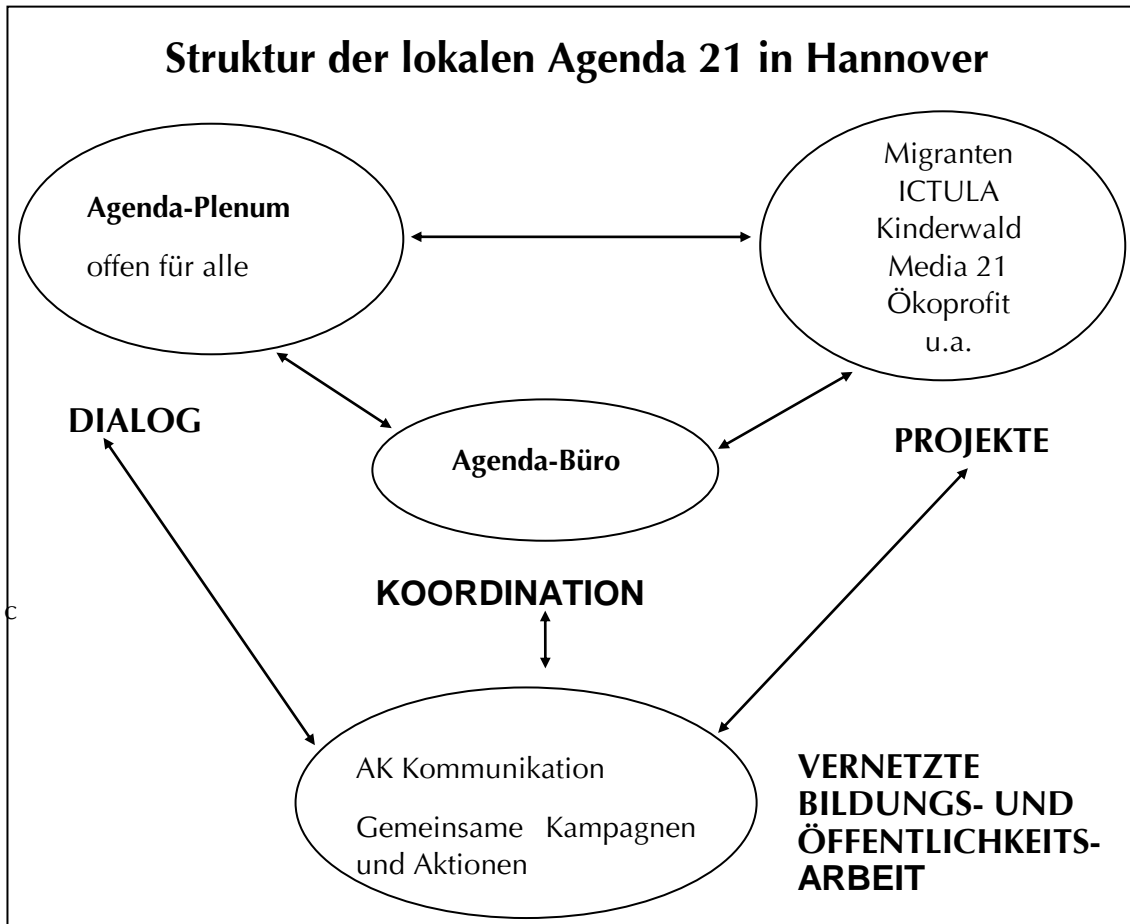 Struktur der lokalen Agenda 21 in Hannover
Agenda-Plenum
offen für alle
Migranten
ICTULA
Kinderwald
Media 21
Ökoprofit
u.a.
DIALOG
Agenda-Büro
PROJEKTE
KOORDINATION
c
AK Kommunikation
Gemeinsame Kampagnen
und Aktionen
VERNETZTE
BILDUNGS- UND
ÖFFENTLICHKEITS-
ARBEIT